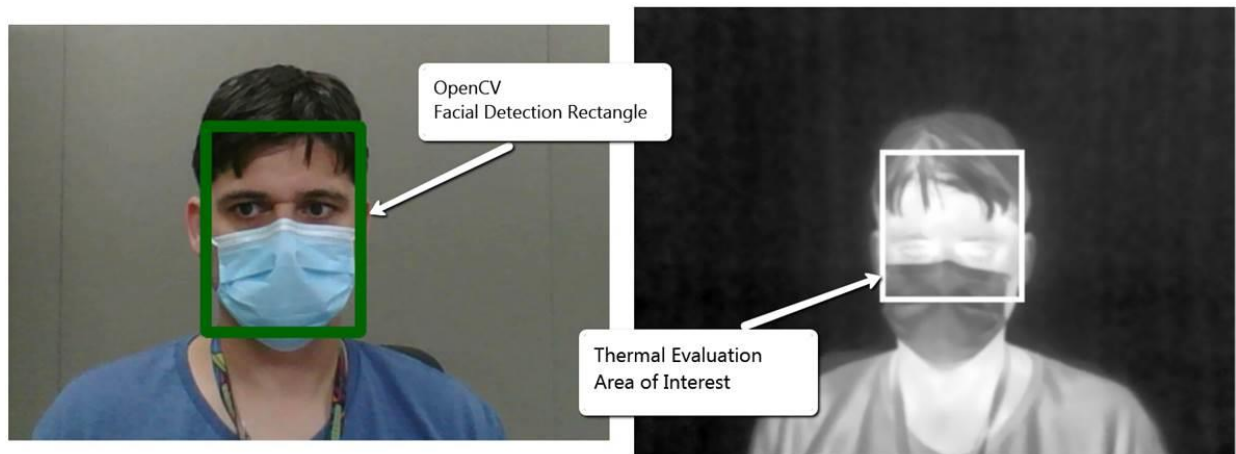 OpenCV
Facial Detection Rectangle
Thermal Evaluation
Area of Interest